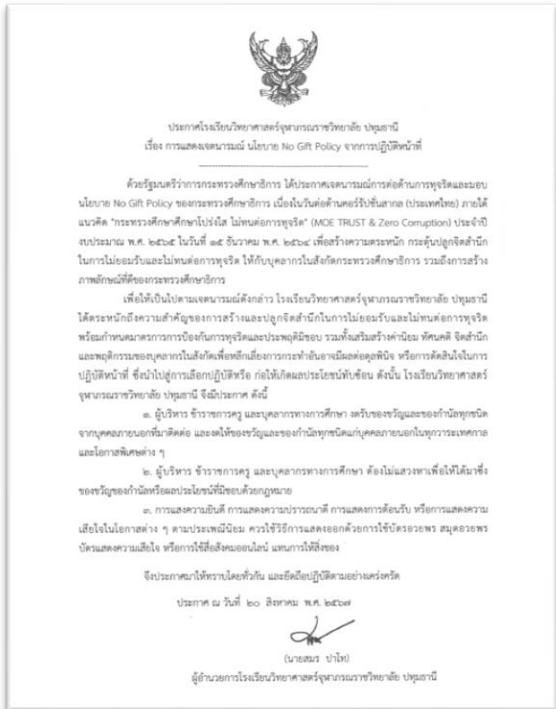 ประกาศโรงเรียนวิทยาศาสตร์จุฬาภรณราชวิทยาลัย ปทุมธานี
เรื่อง การแสดงเจตนารมณ์ นโยบาย No Gift Policy จากการปฏิบัติหน้าที่
ด้วยรัฐมนตรีว่าการกระทรวงศึกษาธิการ ได้ประกาศเจตนารมณ์การต่อต้านการทุจริตและมอบ
นโยบาย No Gift Policy ของกระทรวงศึกษาธิการ เนื่องในวันต่อต้านคอร์รัปชั่นสากล (ประเทศไทย) ภายใต้
แนวคิด "กระทรวงศึกษาศึกษาโปร่งใส ไม่ทนต่อการทุจริต" (MOE TRUST & Zero Corruption) ประจำปี
งบประมาณ พ.ศ. ๒๕๖๕ ในวันที่ ๑๕ ธันวาคม พ.ศ. ๒๕๖๔ เพื่อสร้างความตระหนัก กระตุ้นปลูกจิตสำนึก
ในการไม่ยอมรับและไม่ทนต่อการทุจริต ให้กับบุคลากรในสังกัดกระทรวงศึกษาธิการ รวมถึงการสร้าง
ภาพลักษณ์ที่ดีของกระทรวงศึกษาธิการ
เพื่อให้เป็นไปตามเจตนารมณ์ดังกล่าว โรงเรียนวิทยาศาสตร์จุฬาภรณราชวิทยาลัย ปทุมธานี
ได้ตระหนักถึงความสำคัญของการสร้างและปลูกจิตสำนึกในการไม่ยอมรับและไม่ทนต่อการทุจริต
พร้อมกำหนดมาตรการการป้องกันการทุจริตและประพฤติมิชอบ รวมทั้งเสริมสร้างค่านิยม ทัศนคติ จิตสำนึก
และพฤติกรรมของบุคลากรในสังกัดเพื่อหลีกเลี่ยงการกระทำอันอาจมีผลต่อดุลพินิจ หรือการตัดสินใจในการ
ปฏิบัติหน้าที่ ซึ่งนำไปสู่การเลือกปฏิบัติหรือ ก่อให้เกิดผลประโยชน์ทับซ้อน ดังนั้น โรงเรียนวิทยาศาสตร์
จุฬาภรณราชวิทยาลัย ปทุมธานี จึงมีประกาศ ดังนี้
๑. ผู้บริหาร ข้าราชการครู และบุคลากรทางการศึกษา งดรับของขวัญและของกำนัลทุกชนิด
จากบุคคลภายนอกที่มาติดต่อ และงดให้ของขวัญและของกำนัลทุกชนิดแก่บุคคลภายนอกในทุกวาระเทศกาล
และโอกาสพิเศษต่าง ๆ
๒. ผู้บริหาร ข้าราชการครู และบุคลากรทางการศึกษา ต้องไม่แสวงหาเพื่อให้ได้มาซึ่ง
ของขวัญของกำนัลหรือผลประโยชน์ที่มิชอบด้วยกฎหมาย
๓. การแสงความยินดี การแสดงความปรารถนาดี การแสดงการต้อนรับ หรือการแสดงความ
เสียใจในโอกาสต่าง ๆ ตามประเพณีนิยม ควรใช้วิธีการแสดงออกด้วยการใช้บัตรอวยพร สมุดอวยพร
บัตรแสดงความเสียใจ หรือการใช้สื่อสังคมออนไลน์ แทนการให้สิ่งของ
จึงประกาศมาให้ทราบโดยทั่วกัน และยึดถือปฏิบัติตามอย่างเคร่งครัด
ประกาศ ณ วันที่ ๒๐ สิงหาคม พ.ศ. ๒๕๖๗
(นายสมร ปาโท)
ผู้อำนวยการโรงเรียนวิทยาศาสตร์จุฬาภรณราชวิทยาลัย ปทุมธานี